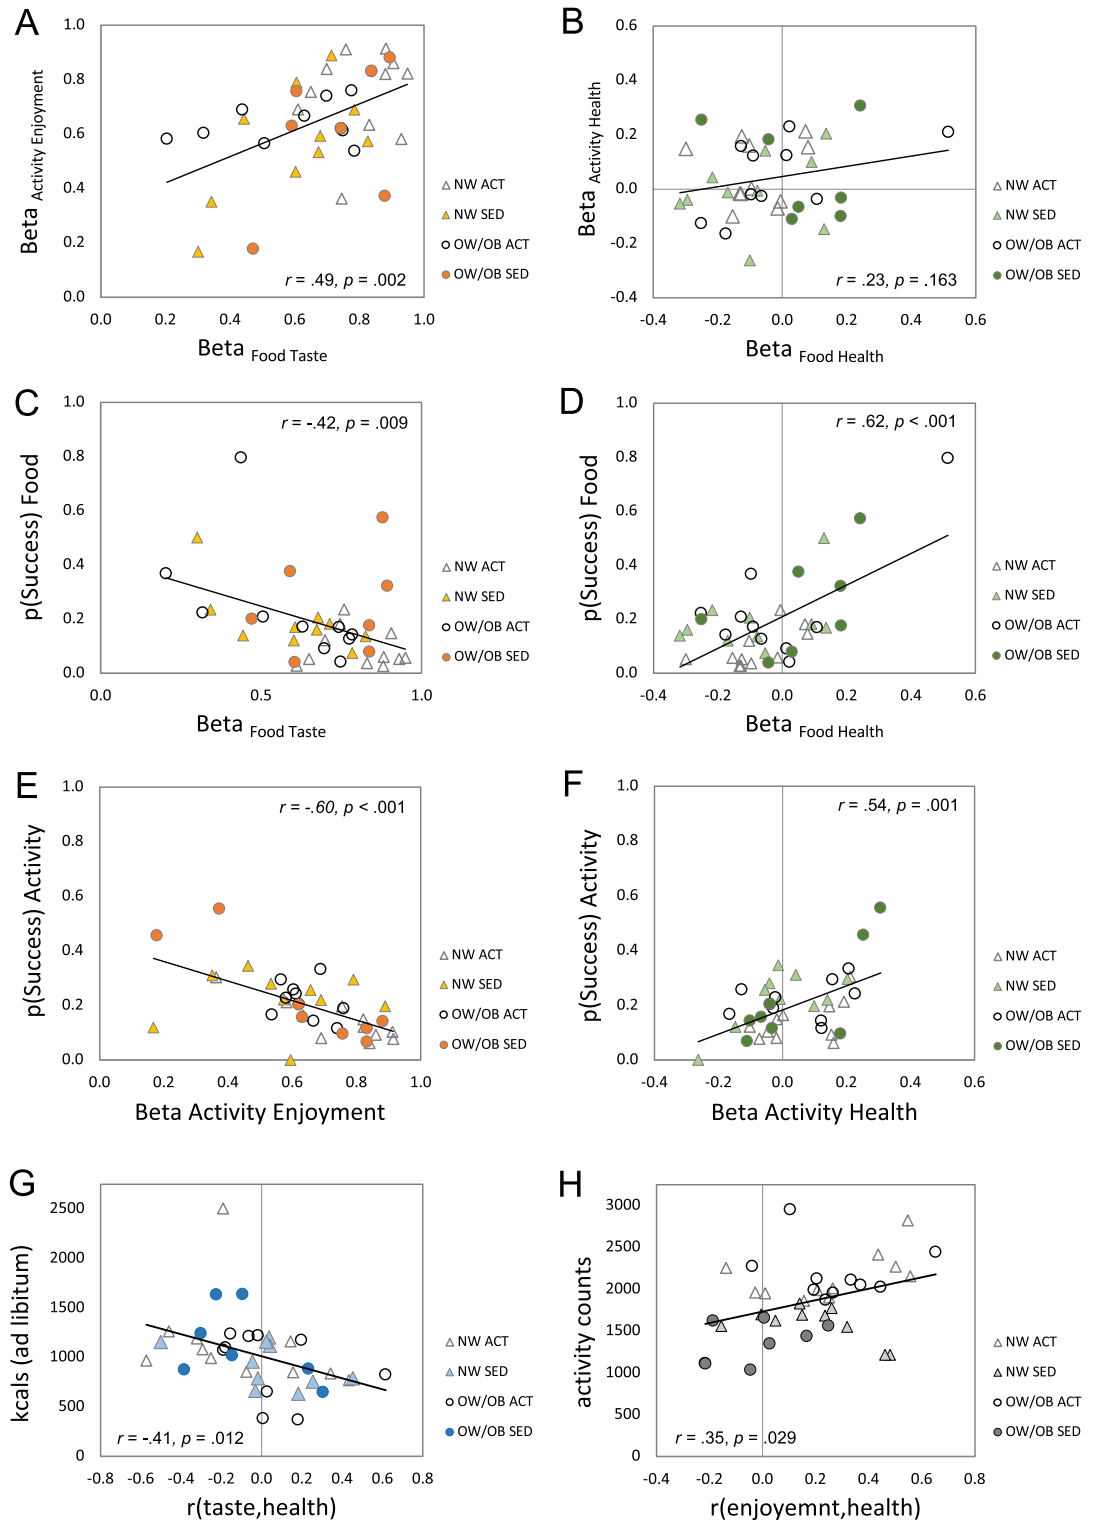 A
1.0
0.8
0.6
0.4
0.2
0.0
0.0 0.2 0.4 0.6 0.8 1.0
Beta Activity Enjoyment
Beta Food Taste
r = .49, p = .002
NW ACT
NW SED
OW/OB ACT
OW/OB SED
B
0.6
0.4
0.2
0.0
-0.2
-0.4
-0.4 -0.2 0.0 0.2 0.4 0.6
Beta Activity Health
Beta Food Health
r = .23, p = .163
NW ACT
NW SED
OW/OB ACT
OW/OB SED
C
1.0
0.8
0.6
0.4
0.2
0.0
0.0 0.5 1.0
p(Success) Food
Beta Food Taste
r = -.42, p = .009
NW ACT
NW SED
OW/OB ACT
OW/OB SED
D
1.0
0.8
0.6
0.4
0.2
0.0
-0.4 -0.2 0.0 0.2 0.4 0.6
p(Success) Food
Beta Food Health
r = .62, p < .001
NW ACT
NW SED
OW/OB ACT
OW/OB SED
E
1.0
0.8
0.6
0.4
0.2
0.0
0.0 0.2 0.4 0.6 0.8 1.0
p(Success) Activity
Beta Activity Enjoyment
r = -.60, p < .001
NW ACT
NW SED
OW/OB ACT
OW/OB SED
F
1.0
0.8
0.6
0.4
0.2
0.0
-0.4 -0.2 0.0 0.2 0.4 0.6
p(Success) Activity
Beta Activity Health
r = .54, p = .001
NW ACT
NW SED
OW/OB ACT
OW/OB SED
G
2500
2000
1500
1000
500
0
-0.8 -0.6 -0.4 -0.2 0.0 0.2 0.4 0.6 0.8
kcals (ad libitum)
r(taste,health)
r = -.41, p = .012
NW ACT
NW SED
OW/OB ACT
OW/OB SED
H
3000
2500
2000
1500
1000
500
0
-0.4 -0.2 0.0 0.2 0.4 0.6 0.8
activity counts
r(enjoyemnt,health)
r = .35, p = .029
NW ACT
NW SED
OW/OB ACT
OW/OB SED